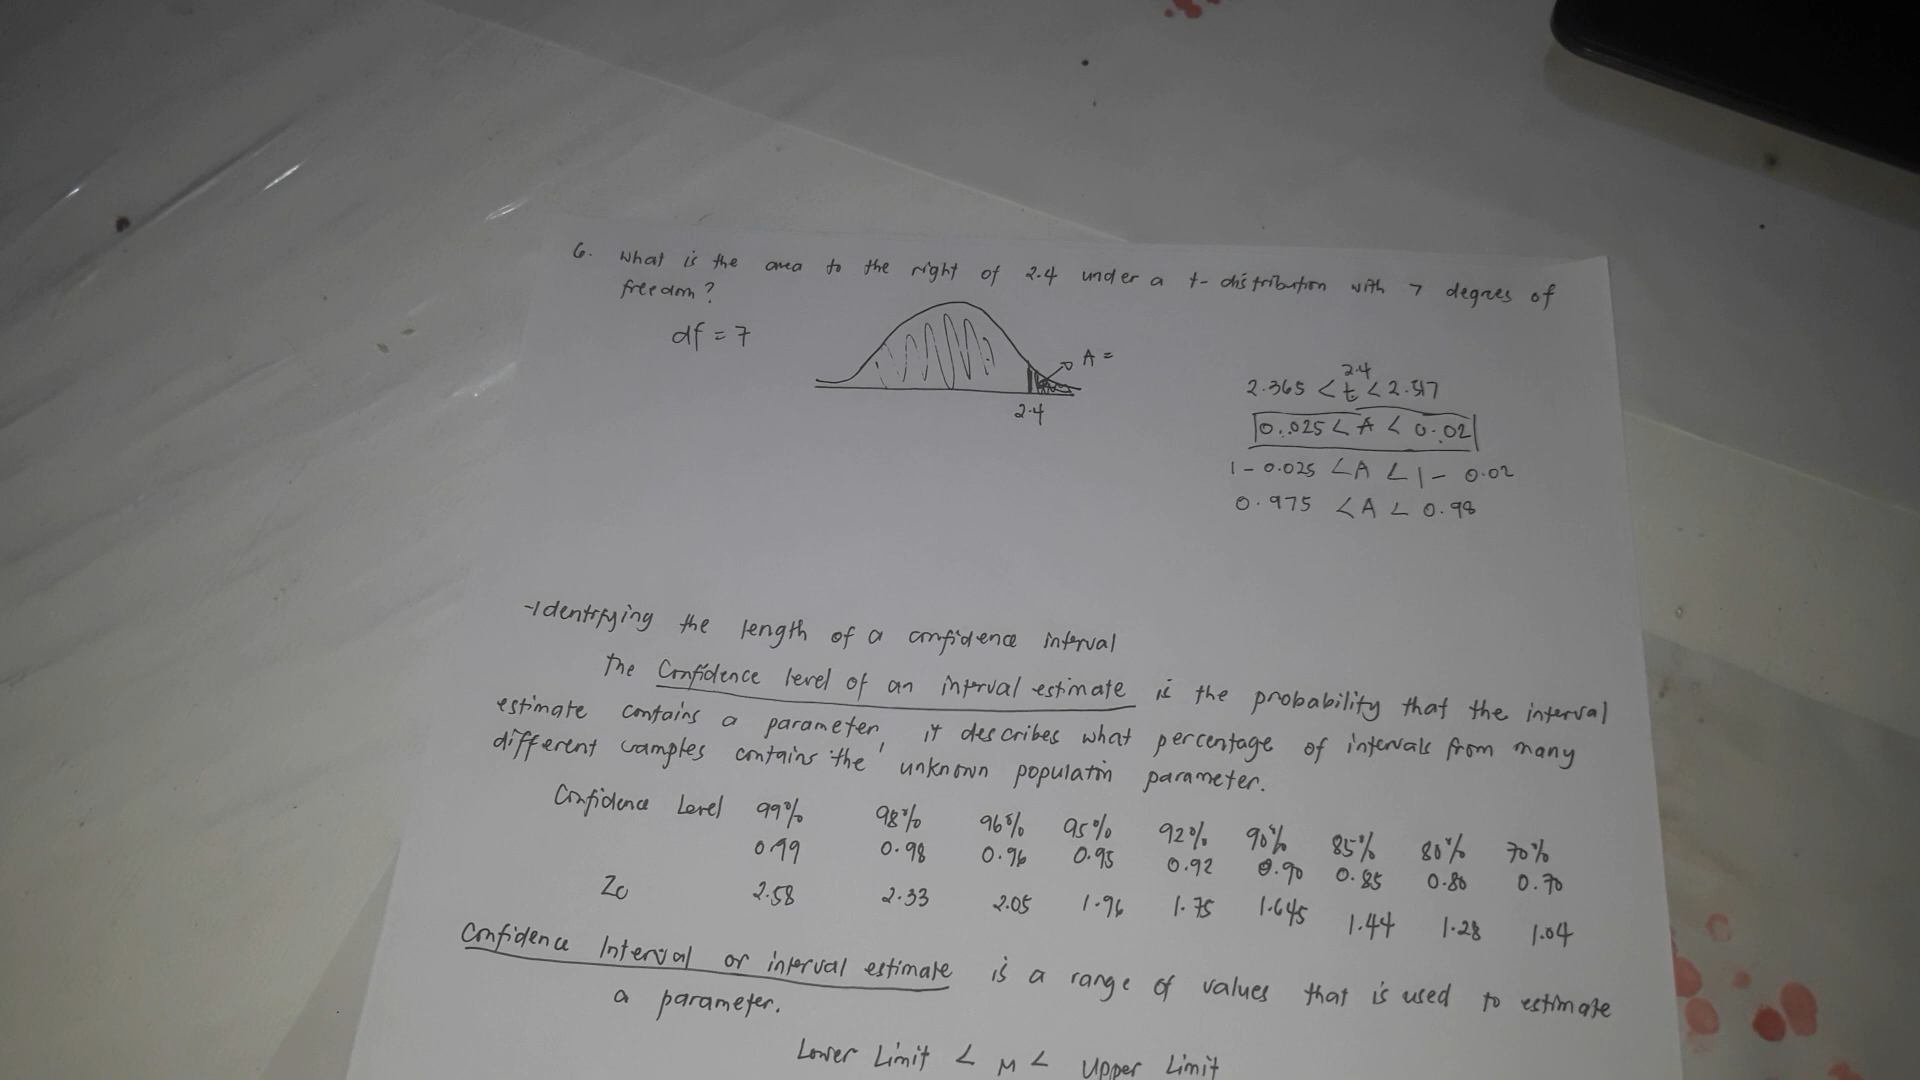 6. What is the area to the right of 2.4 under a t-distribution with 7 degrees of
freedom?
df = 7
A =
2.4
2.4
2.365 < t < 2.517
0.025 < A < 0.02
1 - 0.025 < A < 1 - 0.02
0.975 < A < 0.98
-Identifying the length of a confidence interval
the Confidence level of an interval estimate is the probability that the interval
estimate contains a parameter, it describes what percentage of intervals from many
different samples contains the unknown population parameter.
Confidence Level 99% 98% 96% 95% 92% 90% 85% 80% 70%
0.99 0.98 0.96 0.95 0.92 0.90 0.85 0.80 0.70
Zc 2.58 2.33 2.05 1.96 1.75 1.645 1.44 1.28 1.04
Confidence Interval or interval estimate is a range of values that is used to estimate
a parameter.
Lower Limit < M < Upper Limit